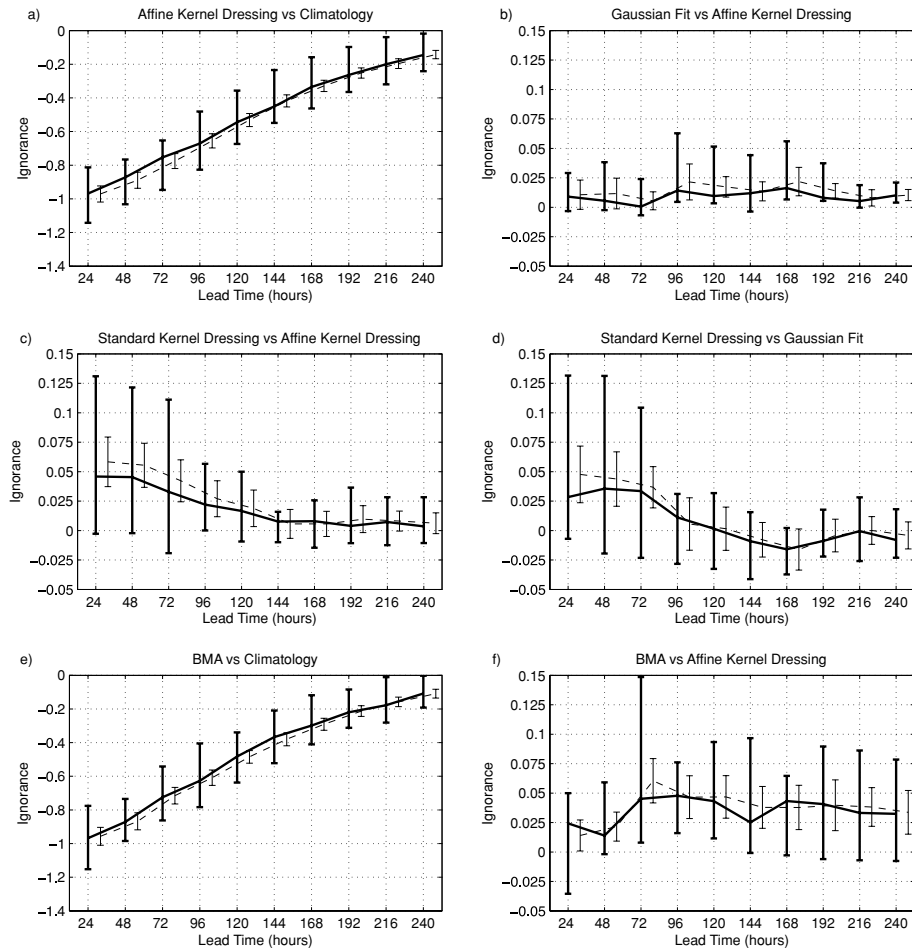 a) Affine Kernel Dressing vs Climatology
0
−0.2
−0.4
−0.6
−0.8
−1
−1.2
−1.4
Ignorance
24 48 72 96 120 144 168 192 216 240
Lead Time (hours)
b) Gaussian Fit vs Affine Kernel Dressing
0.15
0.125
0.1
0.075
0.05
0.025
0
−0.025
−0.05
Ignorance
24 48 72 96 120 144 168 192 216 240
Lead Time (hours)
c) Standard Kernel Dressing vs Affine Kernel Dressing
0.15
0.125
0.1
0.075
0.05
0.025
0
−0.025
−0.05
Ignorance
24 48 72 96 120 144 168 192 216 240
Lead Time (hours)
d) Standard Kernel Dressing vs Gaussian Fit
0.15
0.125
0.1
0.075
0.05
0.025
0
−0.025
−0.05
Ignorance
24 48 72 96 120 144 168 192 216 240
Lead Time (hours)
e) BMA vs Climatology
0
−0.2
−0.4
−0.6
−0.8
−1
−1.2
−1.4
Ignorance
24 48 72 96 120 144 168 192 216 240
Lead Time (hours)
f) BMA vs Affine Kernel Dressing
0.15
0.125
0.1
0.075
0.05
0.025
0
−0.025
−0.05
Ignorance
24 48 72 96 120 144 168 192 216 240
Lead Time (hours)